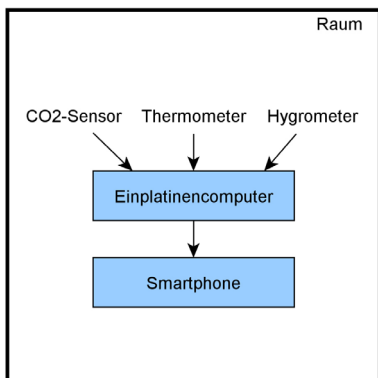 Raum
CO2-Sensor Thermometer Hygrometer
Einplatinencomputer
Smartphone